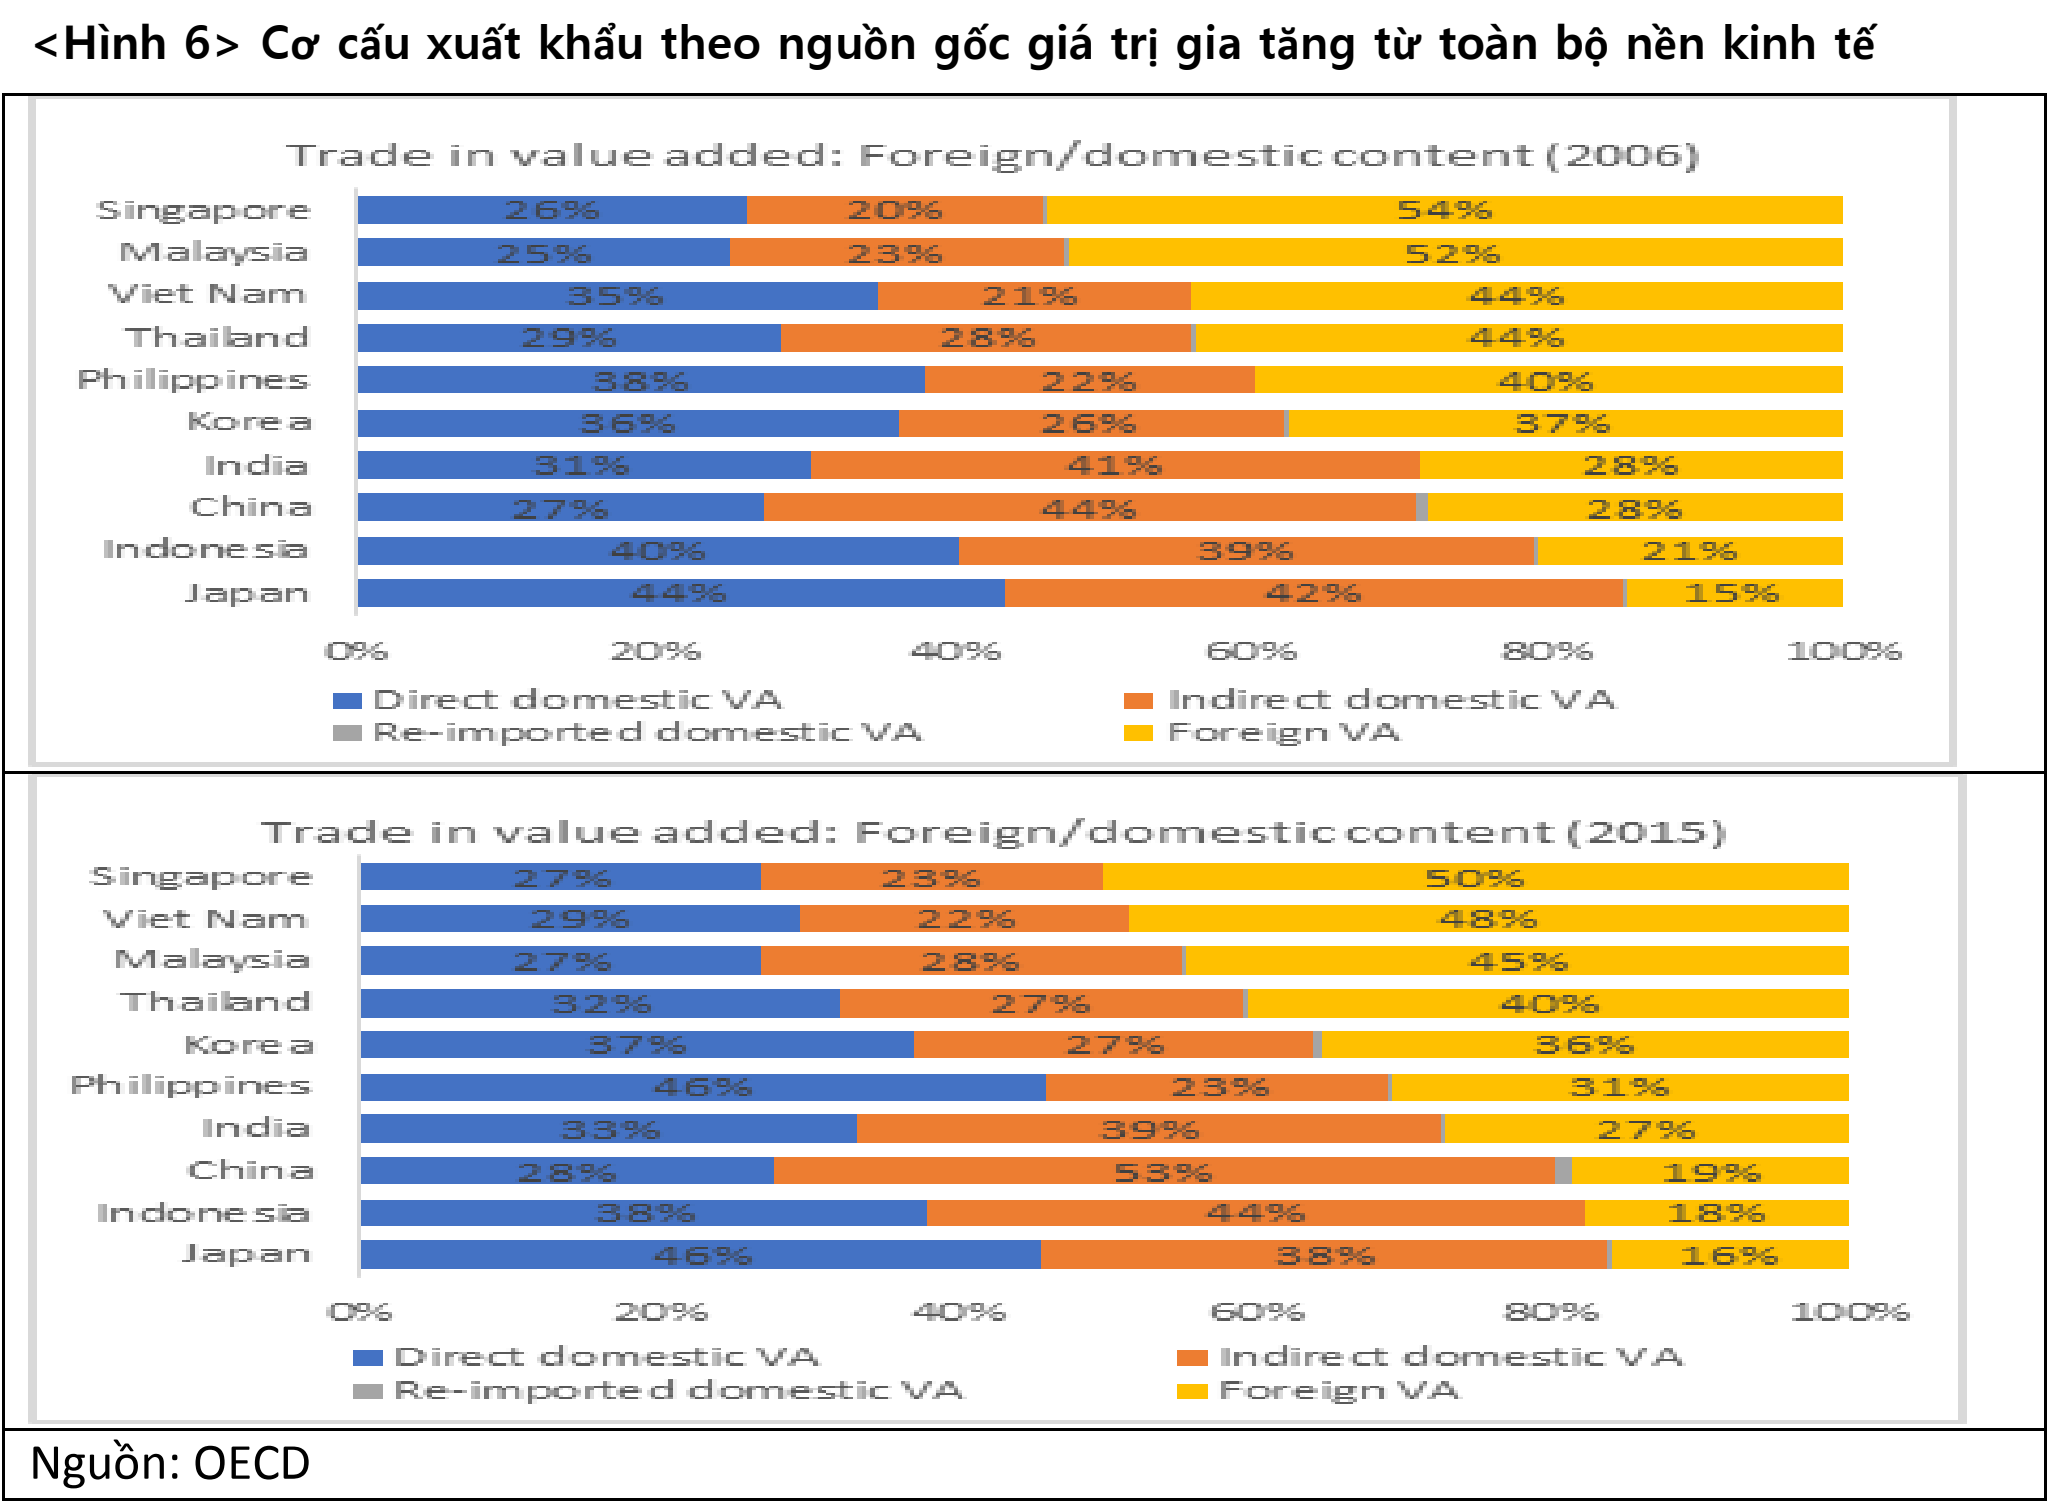 <Hình 6> Cơ cấu xuất khẩu theo nguồn gốc giá trị gia tăng từ toàn bộ nền kinh tế
Trade in value added: Foreign/domestic content (2006)
Singapore 26% 20% 54%
Malaysia 25% 23% 52%
Viet Nam 35% 21% 44%
Thailand 29% 28% 44%
Philippines 38% 22% 40%
Korea 36% 26% 37%
India 31% 41% 28%
China 27% 44% 28%
Indonesia 40% 39% 21%
Japan 44% 42% 15%
0% 20% 40% 60% 80% 100%
Direct domestic VA Indirect domestic VA
Re-imported domestic VA Foreign VA
Trade in value added: Foreign/domestic content (2015)
Singapore 27% 23% 50%
Viet Nam 29% 22% 48%
Malaysia 27% 28% 45%
Thailand 32% 27% 40%
Korea 37% 27% 36%
Philippines 46% 23% 31%
India 33% 39% 27%
China 28% 53% 19%
Indonesia 38% 44% 18%
Japan 46% 38% 16%
0% 20% 40% 60% 80% 100%
Direct domestic VA Indirect domestic VA
Re-imported domestic VA Foreign VA
Nguồn: OECD